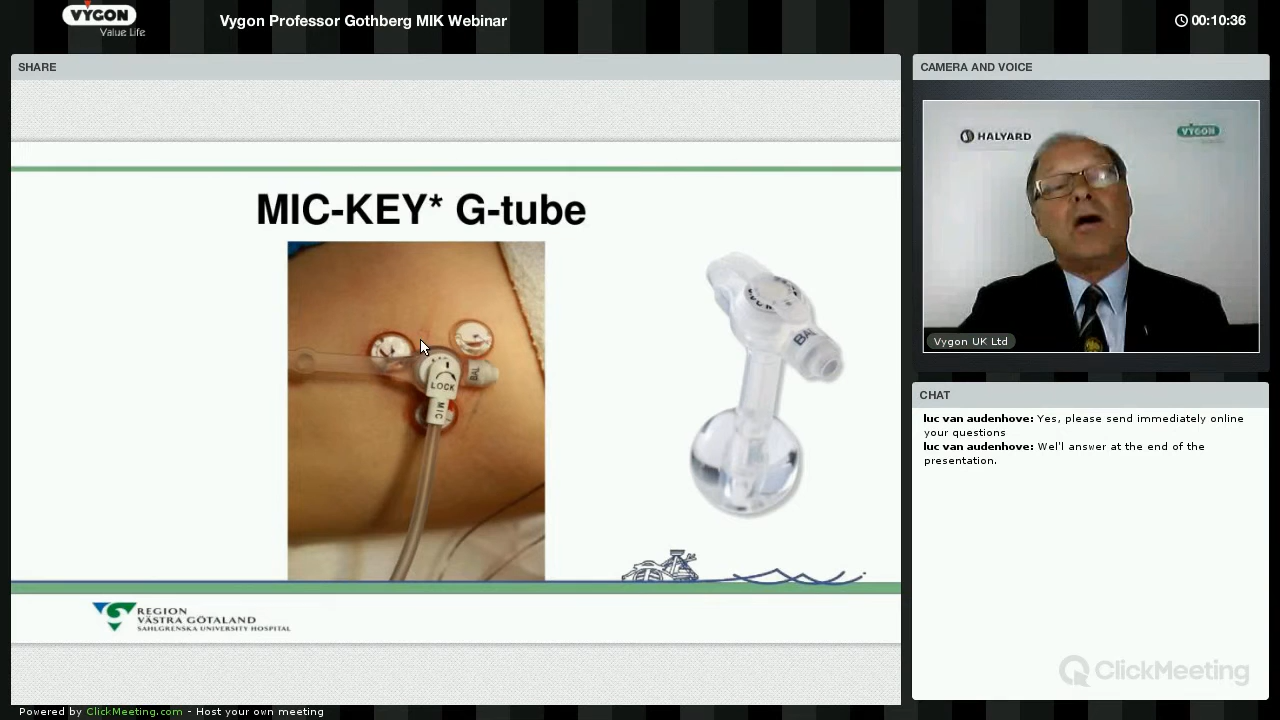 VYGON
Value Life
Vygon Professor Gothberg MIK Webinar
00:10:36
SHARE
MIC-KEY* G-tube
LOCK
BAL
MIC
BAL
REGION
VÄSTRA GÖTALAND
SAHLGRENSKA UNIVERSITY HOSPITAL
CAMERA AND VOICE
HALYARD
VYGON
Vygon UK Ltd
CHAT
luc van audenhove: Yes, please send immediately online
your questions
luc van audenhove: Wel'l answer at the end of the
presentation.
ClickMeeting
Powered by ClickMeeting.com - Host your own meeting